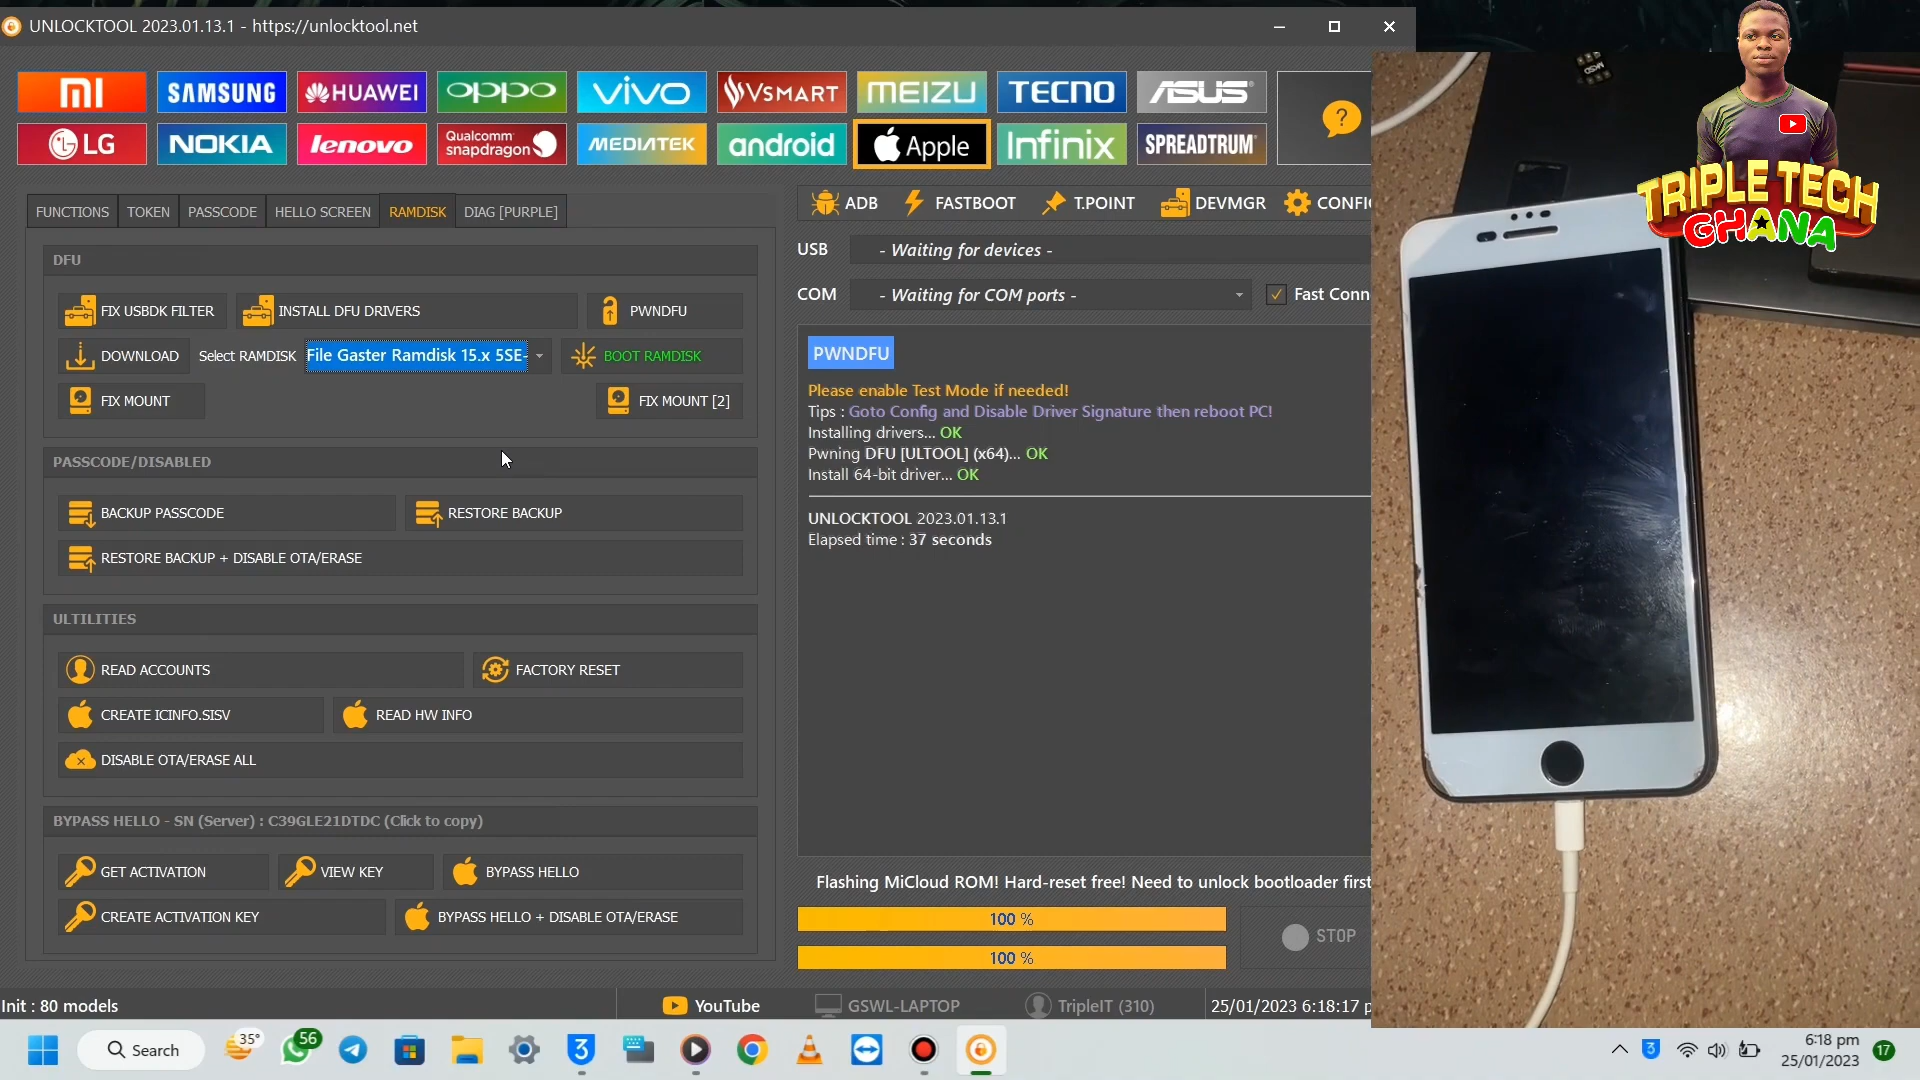 UNLOCKTOOL 2023.01.13.1 - https://unlocktool.net
mi SAMSUNG HUAWEI oppo vivo VSMART MEIZU TECNO ASUS ?
LG NOKIA lenovo Qualcomm snapdragon MEDIATEK android Apple Infinix SPREADTRUM
TRIPLE TECH
GHANA
FUNCTIONS TOKEN PASSCODE HELLO SCREEN RAMDISK DIAG [PURPLE]
DFU
FIX USBDK FILTER INSTALL DFU DRIVERS PWNDFU
DOWNLOAD Select RAMDISK File Gaster Ramdisk 15.x 5SE- BOOT RAMDISK
FIX MOUNT FIX MOUNT [2]
PASSCODE/DISABLED
BACKUP PASSCODE RESTORE BACKUP
RESTORE BACKUP + DISABLE OTA/ERASE
ULTILITIES
READ ACCOUNTS FACTORY RESET
CREATE ICINFO.SISV READ HW INFO
DISABLE OTA/ERASE ALL
BYPASS HELLO - SN (Server) : C39GLE21DTDC (Click to copy)
GET ACTIVATION VIEW KEY BYPASS HELLO
CREATE ACTIVATION KEY BYPASS HELLO + DISABLE OTA/ERASE
ADB FASTBOOT T.POINT DEVMGR CONFIG
USB - Waiting for devices -
COM - Waiting for COM ports - Fast Conn
PWNDFU
Please enable Test Mode if needed!
Tips : Goto Config and Disable Driver Signature then reboot PC!
Installing drivers... OK
Pwning DFU [ULTOOL] (x64)... OK
Install 64-bit driver... OK
UNLOCKTOOL 2023.01.13.1
Elapsed time : 37 seconds
Flashing MiCloud ROM! Hard-reset free! Need to unlock bootloader first
100 %
100 %
STOP
Init : 80 models YouTube GSWL-LAPTOP TripleIT (310) 25/01/2023 6:18:17 p
Search 35° 56 6:18 pm
25/01/2023 17